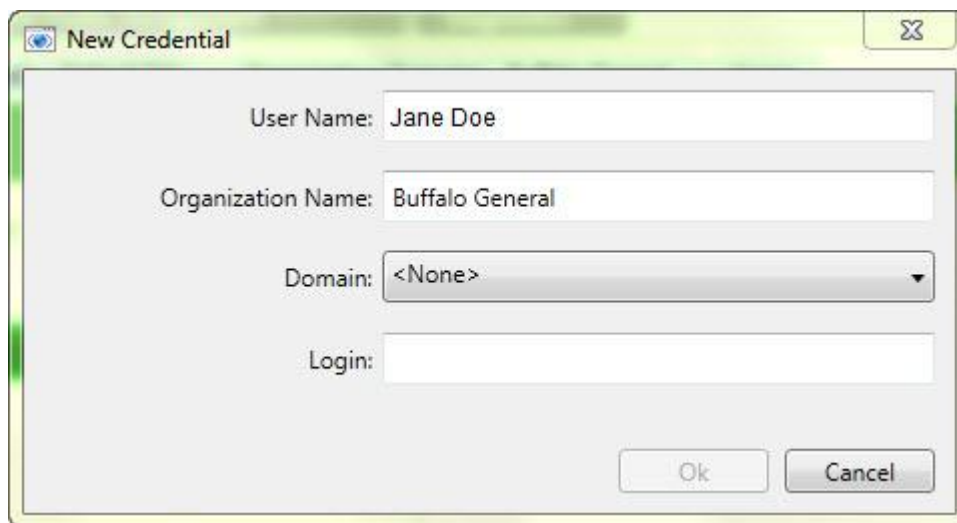 New Credential
User Name: Jane Doe
Organization Name: Buffalo General
Domain: <None>
Login:
Ok Cancel